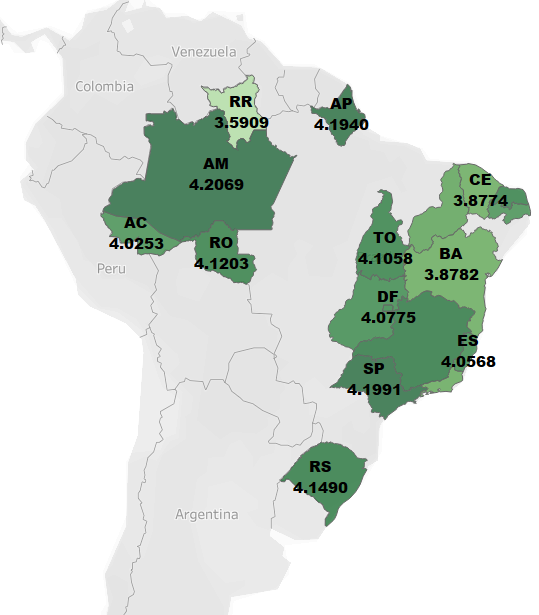 Venezuela
Colombia
RR
3.5909
AP
4.1940
AM
4.2069
CE
3.8774
AC
4.0253
RO
4.1203
TO
4.1058
BA
3.8782
Peru
DF
4.0775
ES
4.0568
SP
4.1991
RS
4.1490
Argentina